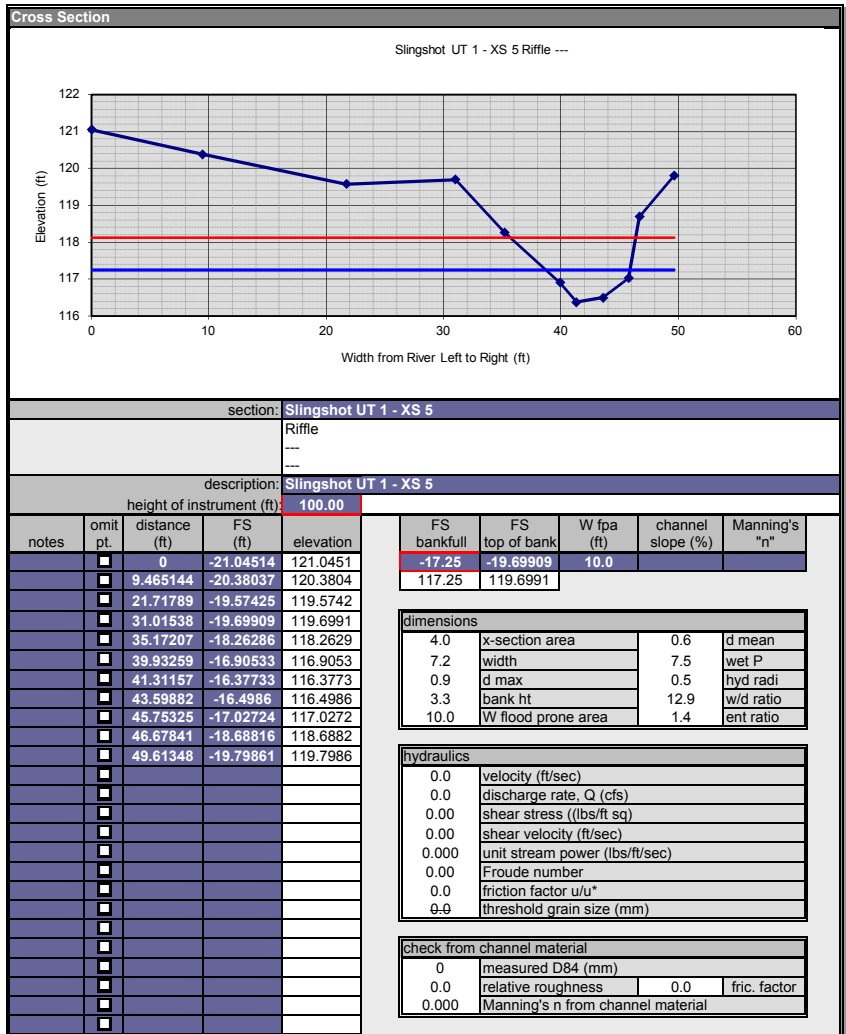 Cross Section
Slingshot UT 1 - XS 5 Riffle ---
122
121
120
119
118
117
116
Elevation (ft)
0 10 20 30 40 50 60
Width from River Left to Right (ft)
section: Slingshot UT 1 - XS 5
Riffle
---
---
description: Slingshot UT 1 - XS 5
height of instrument (ft): 100.00
notes omit pt. distance (ft) FS (ft) elevation
0 -21.04514 121.0451
9.465144 -20.38037 120.3804
21.71789 -19.57425 119.5742
31.01538 -19.69909 119.6991
35.17207 -18.26286 118.2629
39.93259 -16.90533 116.9053
41.31157 -16.37733 116.3773
43.59882 -16.4986 116.4986
45.75325 -17.02724 117.0272
46.67841 -18.68816 118.6882
49.61348 -19.79861 119.7986
FS bankfull FS top of bank W fpa (ft) channel slope (%) Manning's "n"
-17.25 -19.69909 10.0
117.25 119.6991
dimensions
4.0 x-section area 0.6 d mean
7.2 width 7.5 wet P
0.9 d max 0.5 hyd radi
3.3 bank ht 12.9 w/d ratio
10.0 W flood prone area 1.4 ent ratio
hydraulics
0.0 velocity (ft/sec)
0.0 discharge rate, Q (cfs)
0.00 shear stress ((lbs/ft sq)
0.00 shear velocity (ft/sec)
0.000 unit stream power (lbs/ft/sec)
0.00 Froude number
0.0 friction factor u/u*
0.0 threshold grain size (mm)
check from channel material
0 measured D84 (mm)
0.0 relative roughness 0.0 fric. factor
0.000 Manning's n from channel material